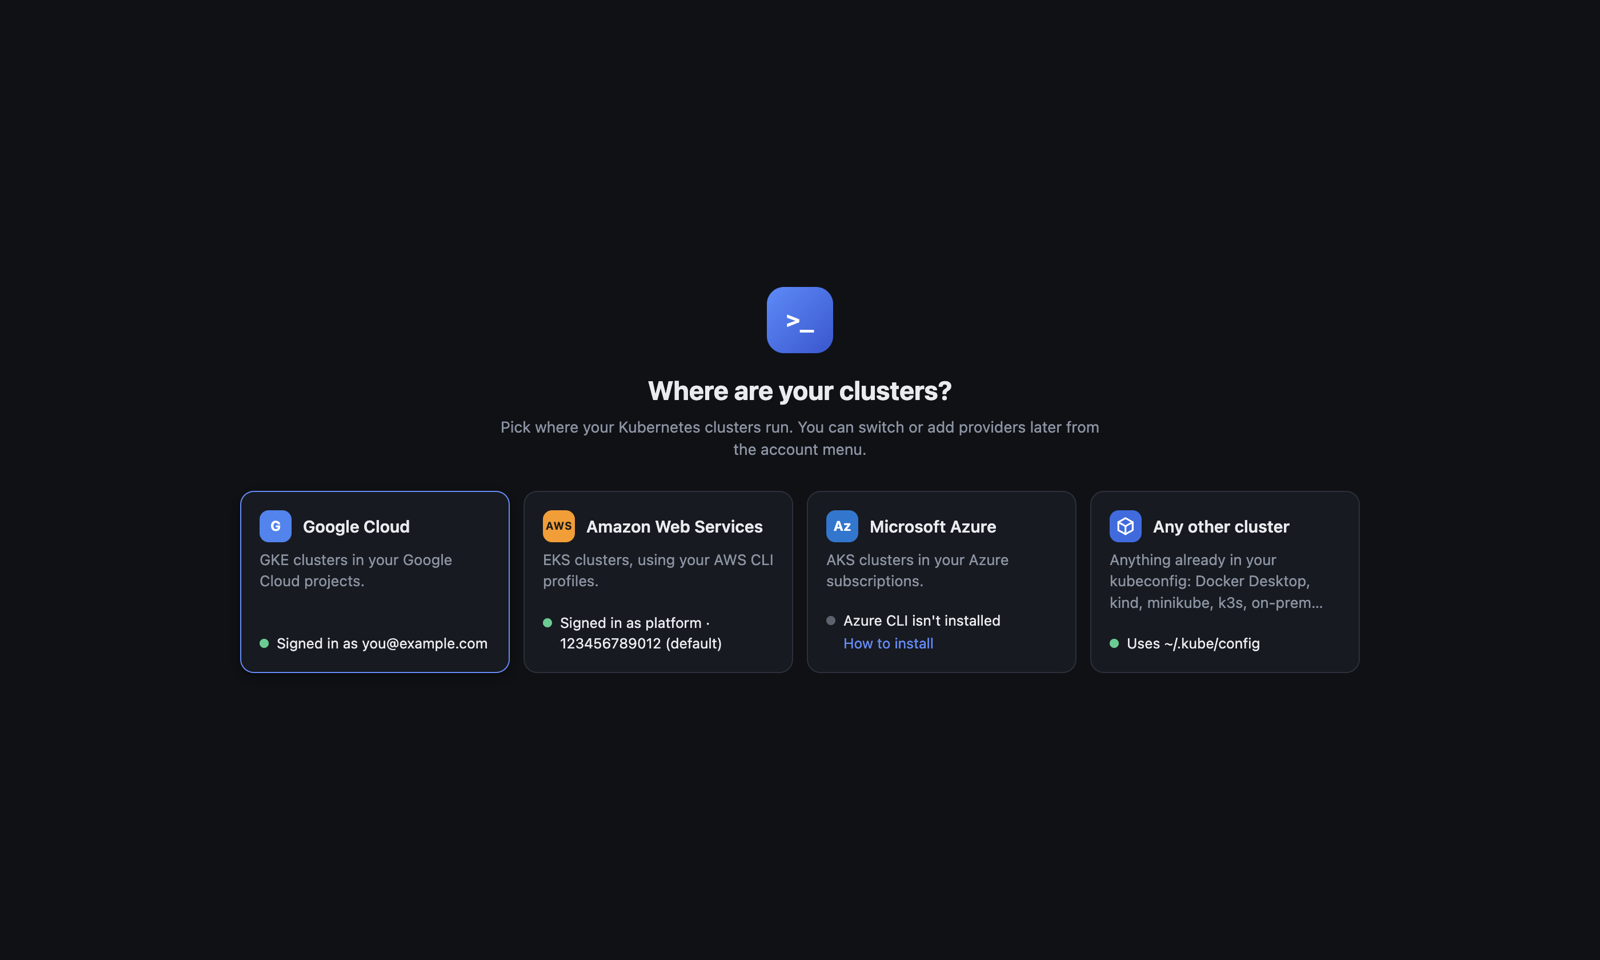 >_
Where are your clusters?
Pick where your Kubernetes clusters run. You can switch or add providers later from
the account menu.
G Google Cloud
GKE clusters in your Google
Cloud projects.
Signed in as you@example.com
AWS Amazon Web Services
EKS clusters, using your AWS CLI
profiles.
Signed in as platform ·
123456789012 (default)
Az Microsoft Azure
AKS clusters in your Azure
subscriptions.
Azure CLI isn't installed
How to install
Any other cluster
Anything already in your
kubeconfig: Docker Desktop,
kind, minikube, k3s, on-prem...
Uses ~/.kube/config